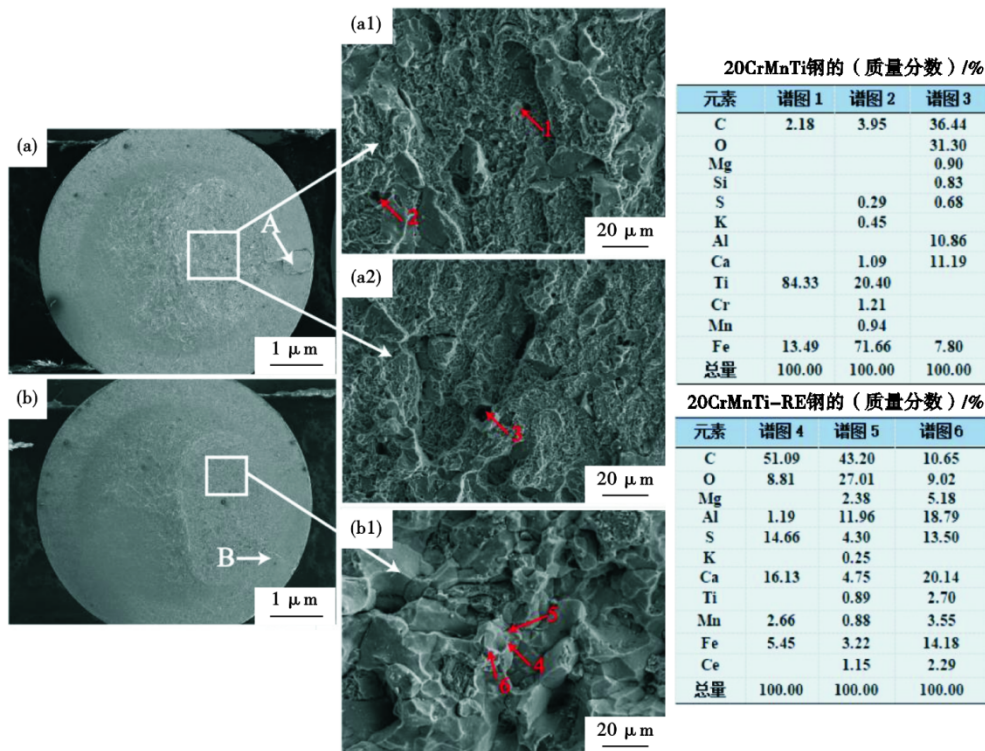 (a)
A
1 μm
(b)
B
1 μm
(a1)
1
2
20 μm
(a2)
3
20 μm
(b1)
5
4
6
20 μm
20CrMnTi钢的（质量分数）/%
元素 谱图 1 谱图 2 谱图 3
C 2.18 3.95 36.44
O 31.30
Mg 0.90
Si 0.83
S 0.29 0.68
K 0.45
Al 10.86
Ca 1.09 11.19
Ti 84.33 20.40
Cr 1.21
Mn 0.94
Fe 13.49 71.66 7.80
总量 100.00 100.00 100.00
20CrMnTi-RE钢的（质量分数）/%
元素 谱图 4 谱图 5 谱图6
C 51.09 43.20 10.65
O 8.81 27.01 9.02
Mg 2.38 5.18
Al 1.19 11.96 18.79
S 14.66 4.30 13.50
K 0.25
Ca 16.13 4.75 20.14
Ti 0.89 2.70
Mn 2.66 0.88 3.55
Fe 5.45 3.22 14.18
Ce 1.15 2.29
总量 100.00 100.00 100.00